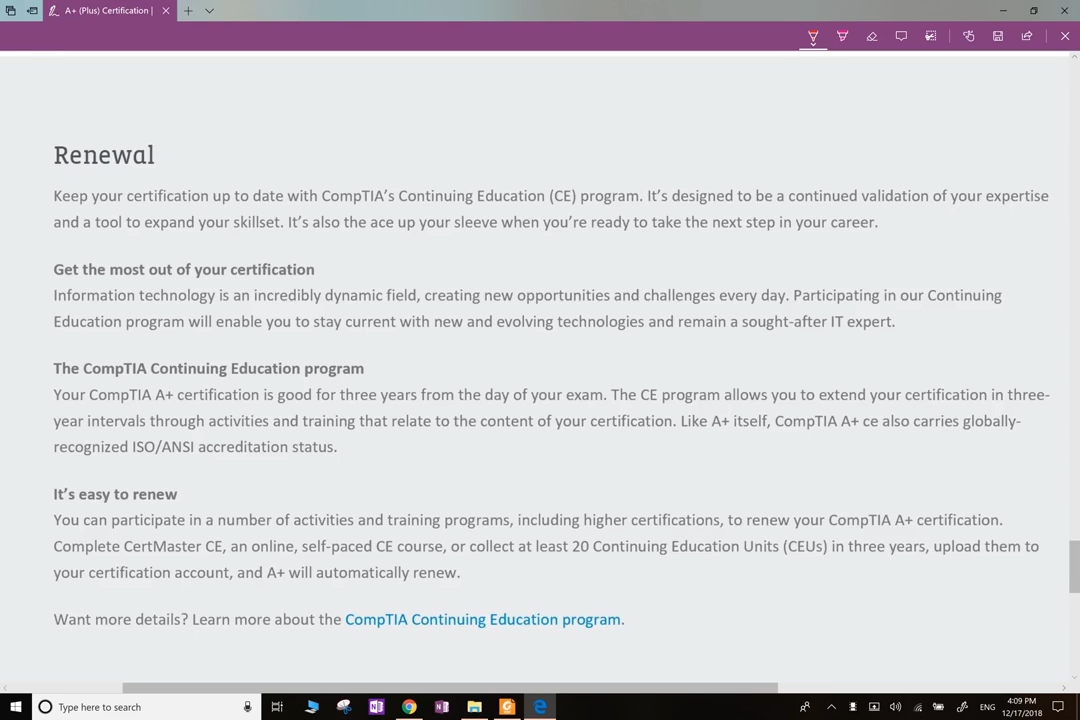 A+ (Plus) Certification |
Renewal
Keep your certification up to date with CompTIA's Continuing Education (CE) program. It's designed to be a continued validation of your expertise
and a tool to expand your skillset. It's also the ace up your sleeve when you're ready to take the next step in your career.
Get the most out of your certification
Information technology is an incredibly dynamic field, creating new opportunities and challenges every day. Participating in our Continuing
Education program will enable you to stay current with new and evolving technologies and remain a sought-after IT expert.
The CompTIA Continuing Education program
Your CompTIA A+ certification is good for three years from the day of your exam. The CE program allows you to extend your certification in three-
year intervals through activities and training that relate to the content of your certification. Like A+ itself, CompTIA A+ ce also carries globally-
recognized ISO/ANSI accreditation status.
It's easy to renew
You can participate in a number of activities and training programs, including higher certifications, to renew your CompTIA A+ certification.
Complete CertMaster CE, an online, self-paced CE course, or collect at least 20 Continuing Education Units (CEUs) in three years, upload them to
your certification account, and A+ will automatically renew.
Want more details? Learn more about the CompTIA Continuing Education program.
Type here to search
ENG
4:09 PM
12/17/2018